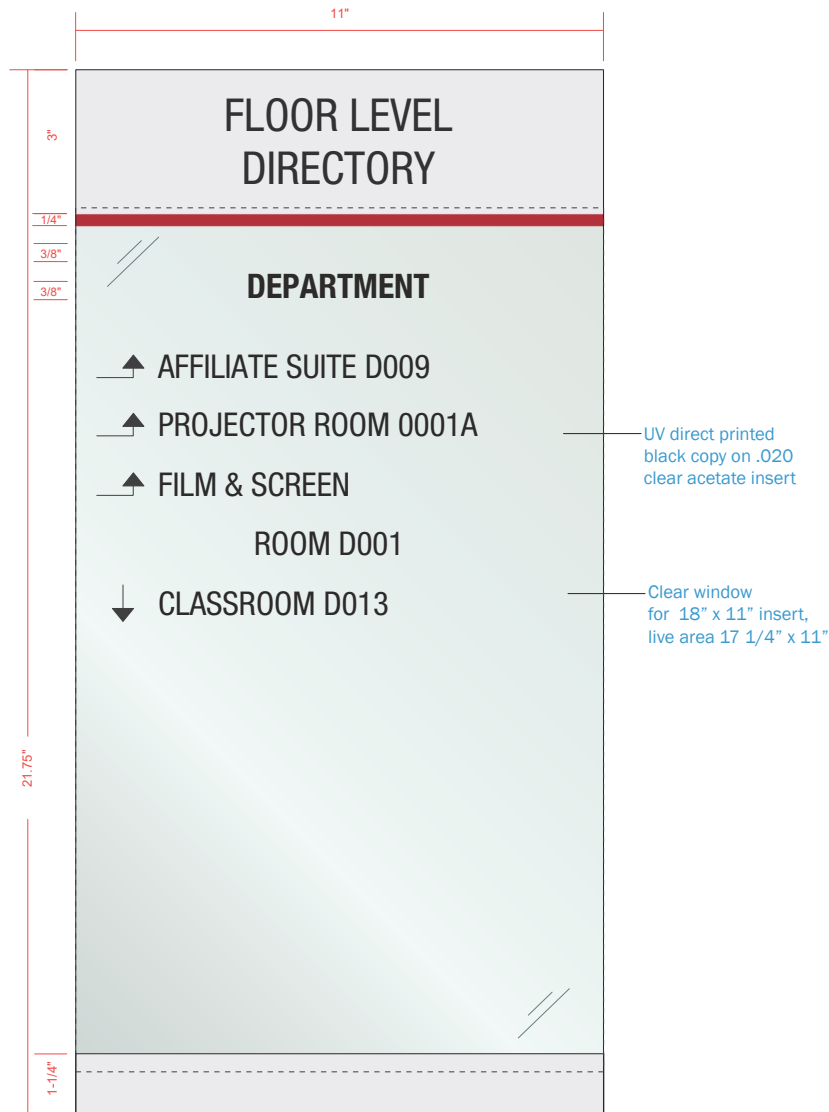 11"
3"
FLOOR LEVEL
DIRECTORY
1/4"
3/8"
3/8"
DEPARTMENT
AFFILIATE SUITE D009
PROJECTOR ROOM 0001A
FILM & SCREEN
ROOM D001
CLASSROOM D013
UV direct printed
black copy on .020
clear acetate insert
Clear window
for 18” x 11” insert,
live area 17 1/4” x 11”
21.75"
1-1/4"